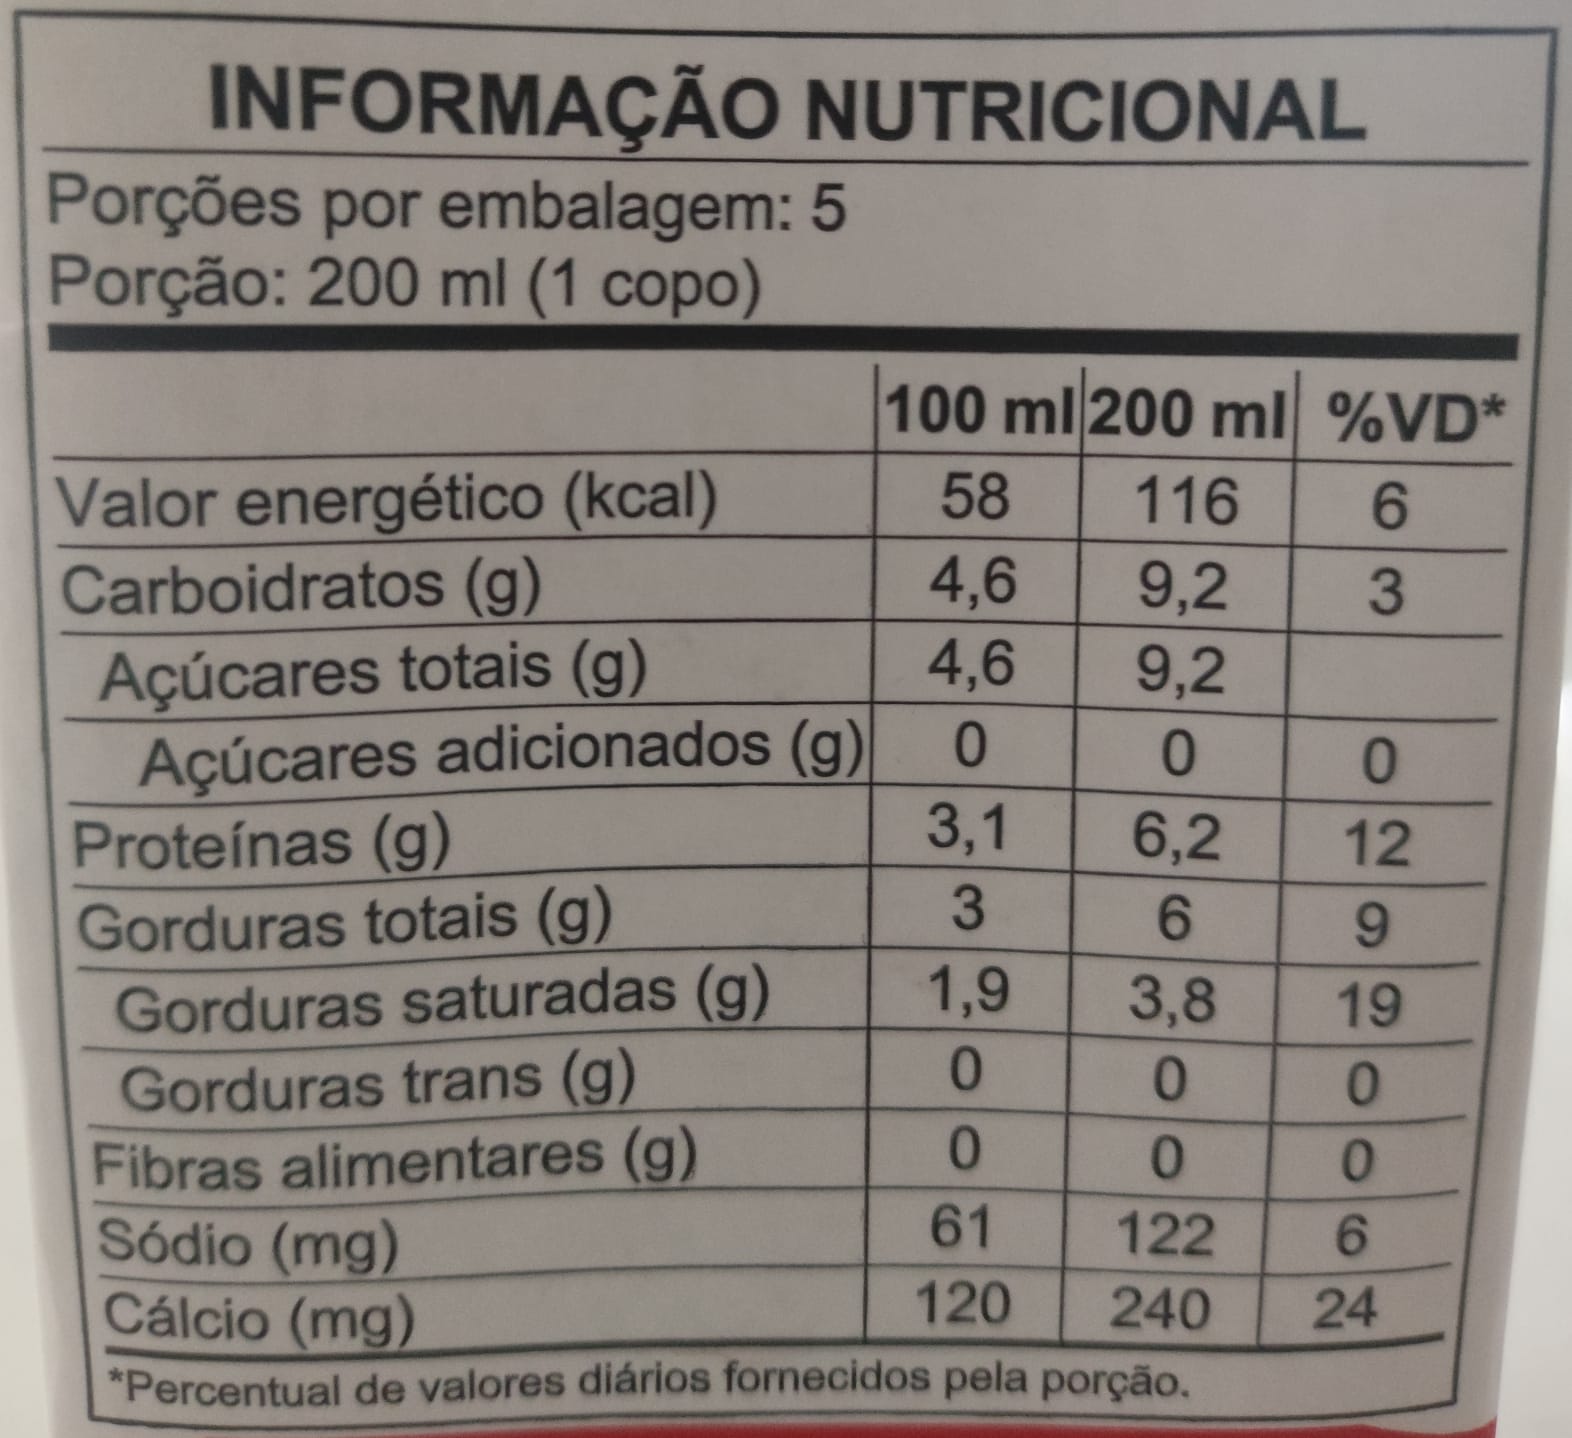 INFORMAÇÃO NUTRICIONAL
Porções por embalagem: 5
Porção: 200 ml (1 copo)
100 ml 200 ml %VD*
Valor energético (kcal) 58 116 6
Carboidratos (g) 4,6 9,2 3
Açúcares totais (g) 4,6 9,2
Açúcares adicionados (g) 0 0 0
Proteínas (g) 3,1 6,2 12
Gorduras totais (g) 3 6 9
Gorduras saturadas (g) 1,9 3,8 19
Gorduras trans (g) 0 0 0
Fibras alimentares (g) 0 0 0
Sódio (mg) 61 122 6
Cálcio (mg) 120 240 24
*Percentual de valores diários fornecidos pela porção.